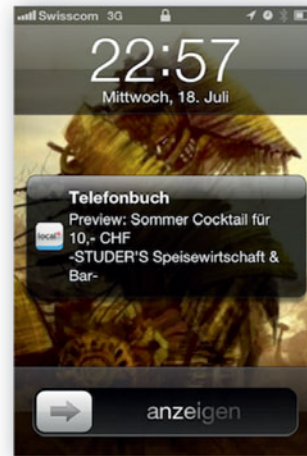 Swisscom 3G
22:57
Mittwoch, 18. Juli
Telefonbuch
Preview: Sommer Cocktail für
10,- CHF
-STUDER'S Speisewirtschaft &
Bar-
local
anzeigen